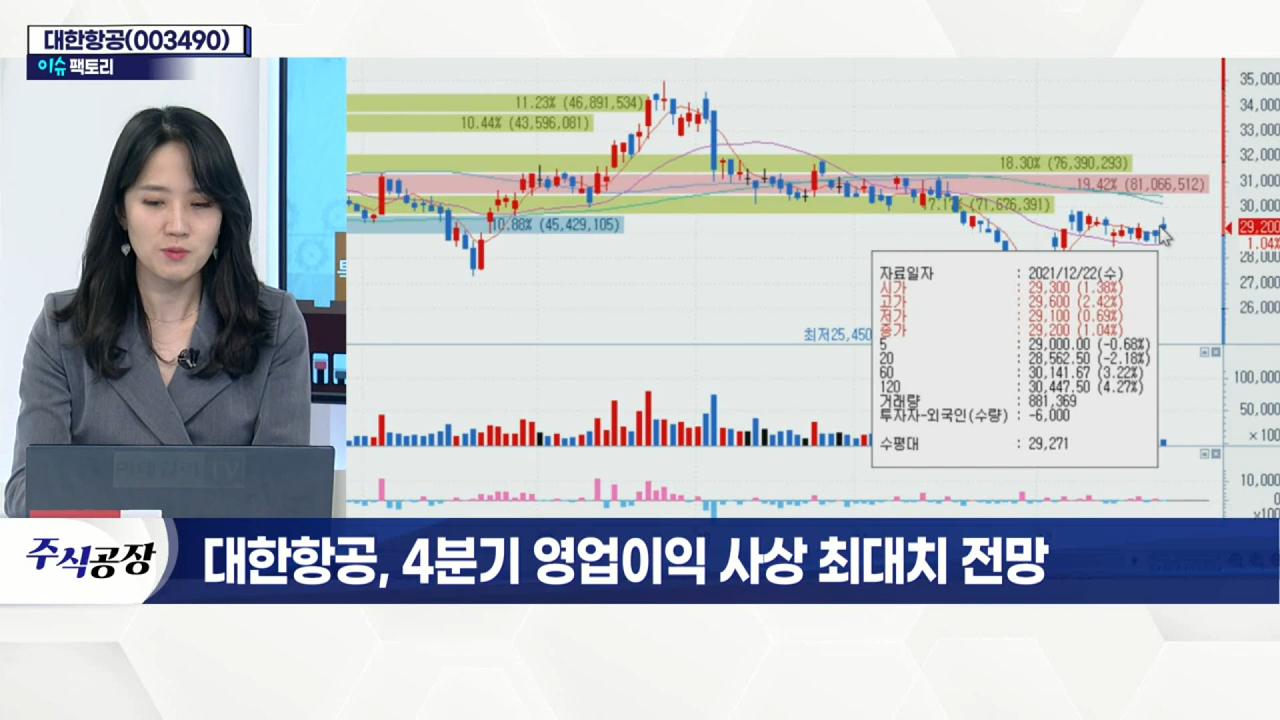 대한항공(003490)
이슈 팩토리
11.23% (46,891,534)
10.44% (43,596,081)
18.30% (76,390,293)
19.42% (81,066,512)
(71,676,391)
10.88% (45,429,105)
최저25,450
35,000
34,000
33,000
32,000
31,000
30,000
29,200
1.04%
28,000
27,000
26,000
100,000
50,000
×100
10,000
0
×100
자료일자 : 2021/12/22(수)
시가 : 29,300 (1.38%)
고가 : 29,600 (2.42%)
저가 : 29,100 (0.69%)
종가 : 29,200 (1.04%)
5 : 29,000.00 (-0.68%)
20 : 28,562.50 (-2.18%)
60 : 30,141.67 (3.22%)
120 : 30,447.50 (4.27%)
거래량 : 881,369
투자자-외국인(수량) : -6,000
수평대 : 29,271
이데일리 TV
주식공장
대한항공, 4분기 영업이익 사상 최대치 전망